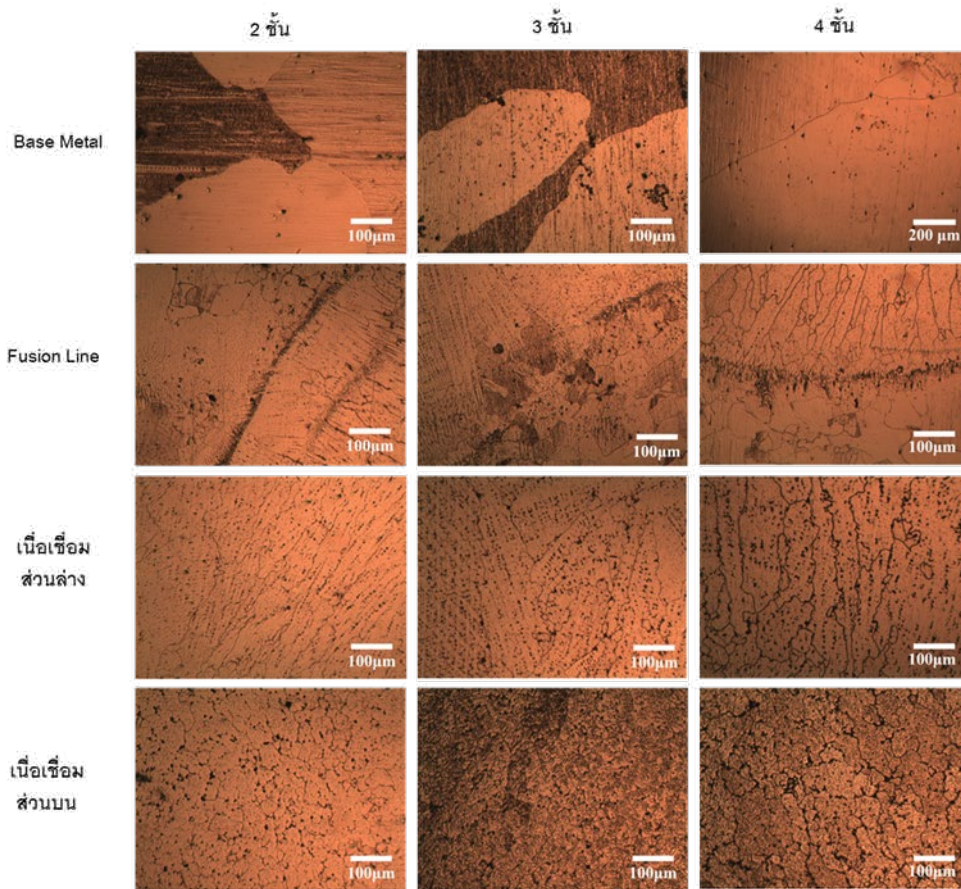 2 ชั้น
3 ชั้น
4 ชั้น
Base Metal
100µm
100µm
200 µm
Fusion Line
100µm
100µm
100µm
เนื้อเชื่อม
ส่วนล่าง
100µm
100µm
100µm
เนื้อเชื่อม
ส่วนบน
100µm
100µm
100µm